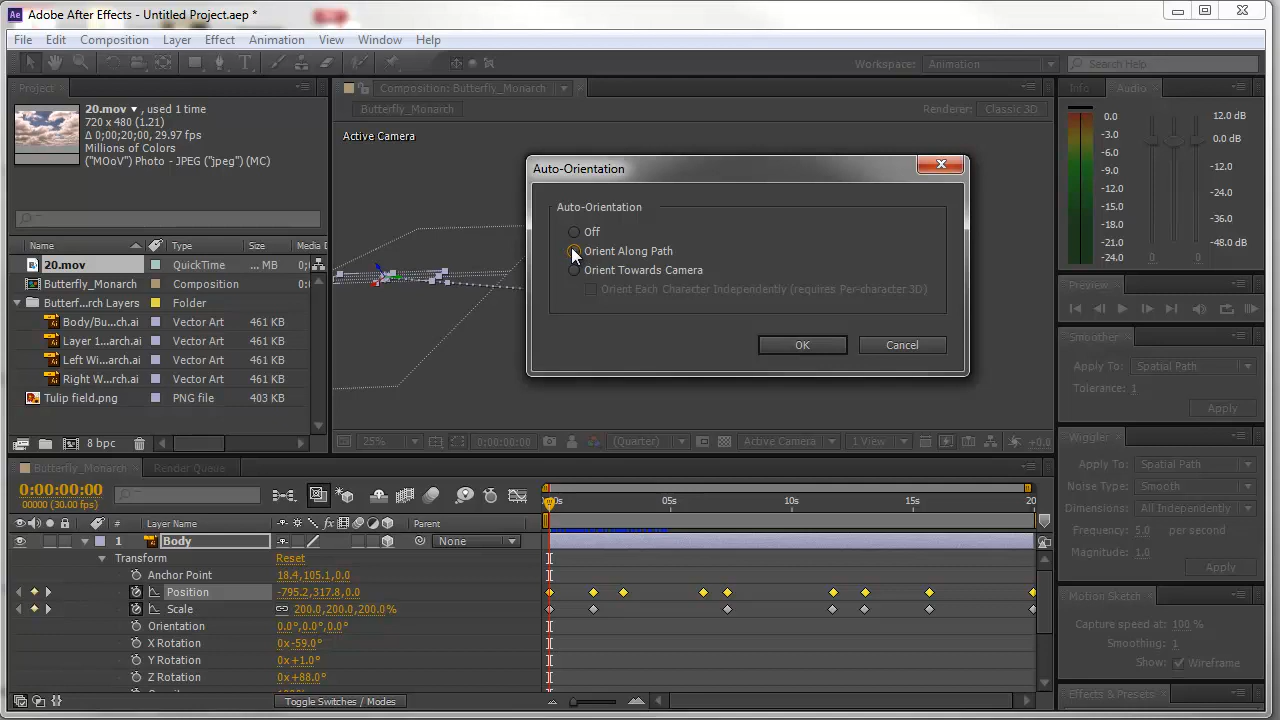 Adobe After Effects - Untitled Project.aep *
File Edit Composition Layer Effect Animation View Window Help
Workspace: Animation Search Help
Project
20.mov ▼, used 1 time
720 x 480 (1.21)
Δ 0;00;20;00, 29.97 fps
Millions of Colors
("MOoV") Photo - JPEG ("jpeg") (MC)
Name Type Size Media D
20.mov QuickTime ... MB 0;
Butterfly_Monarch Composition 0:
Butterf...rch Layers Folder
Body/Bu...ch.ai Vector Art 461 KB
Layer 1...arch.ai Vector Art 461 KB
Left Wi...arch.ai Vector Art 461 KB
Right W...rch.ai Vector Art 461 KB
Tulip field.png PNG file 403 KB
8 bpc
Composition: Butterfly_Monarch
Butterfly_Monarch Renderer: Classic 3D
Active Camera
Auto-Orientation
Auto-Orientation
Off
Orient Along Path
Orient Towards Camera
Orient Each Character Independently (requires Per-character 3D)
OK Cancel
25% 0:00:00:00 (Quarter) Active Camera 1 View +0.0
Info Audio
0.0 12.0 dB
-3.0
-6.0
-9.0
-12.0
-15.0
-18.0
-21.0
-24.0
6.0
0.0 dB
-12.0
-24.0
-36.0
-48.0 dB
Preview
Smoother
Apply To: Spatial Path
Tolerance: 1
Apply
Wiggler
Apply To: Spatial Path
Noise Type: Smooth
Dimensions: All Independently
Frequency: 5.0 per second
Magnitude: 1.0
Apply
Motion Sketch
Capture speed at: 100 %
Smoothing: 1
Show: Wireframe
Effects & Presets
Butterfly_Monarch Render Queue
0:00:00:00
00000 (30.00 fps)
0s 05s 10s 15s 20
# Layer Name Parent
1 Body None
Transform Reset
Anchor Point 18.4,105.1,0.0
Position -795.2,317.8,0.0
Scale 200.0,200.0,200.0%
Orientation 0.0°,0.0°,0.0°
X Rotation 0x-59.0°
Y Rotation 0x+1.0°
Z Rotation 0x+88.0°
Toggle Switches / Modes